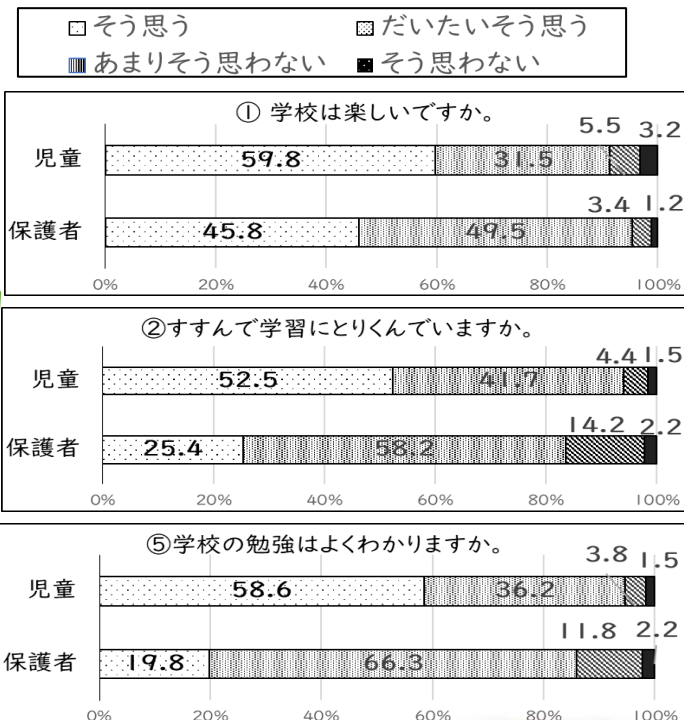 そう思う だいたいそう思う
あまりそう思わない そう思わない
① 学校は楽しいですか。
5.5 3.2
児童 59.8 31.5
3.4 1.2
保護者 45.8 49.5
0% 20% 40% 60% 80% 100%
②すすんで学習にとりくんでいますか。
4.4 1.5
児童 52.5 41.7
14.2 2.2
保護者 25.4 58.2
0% 20% 40% 60% 80% 100%
⑤学校の勉強はよくわかりますか。
3.8 1.5
児童 58.6 36.2
11.8 2.2
保護者 19.8 66.3
0% 20% 40% 60% 80% 100%